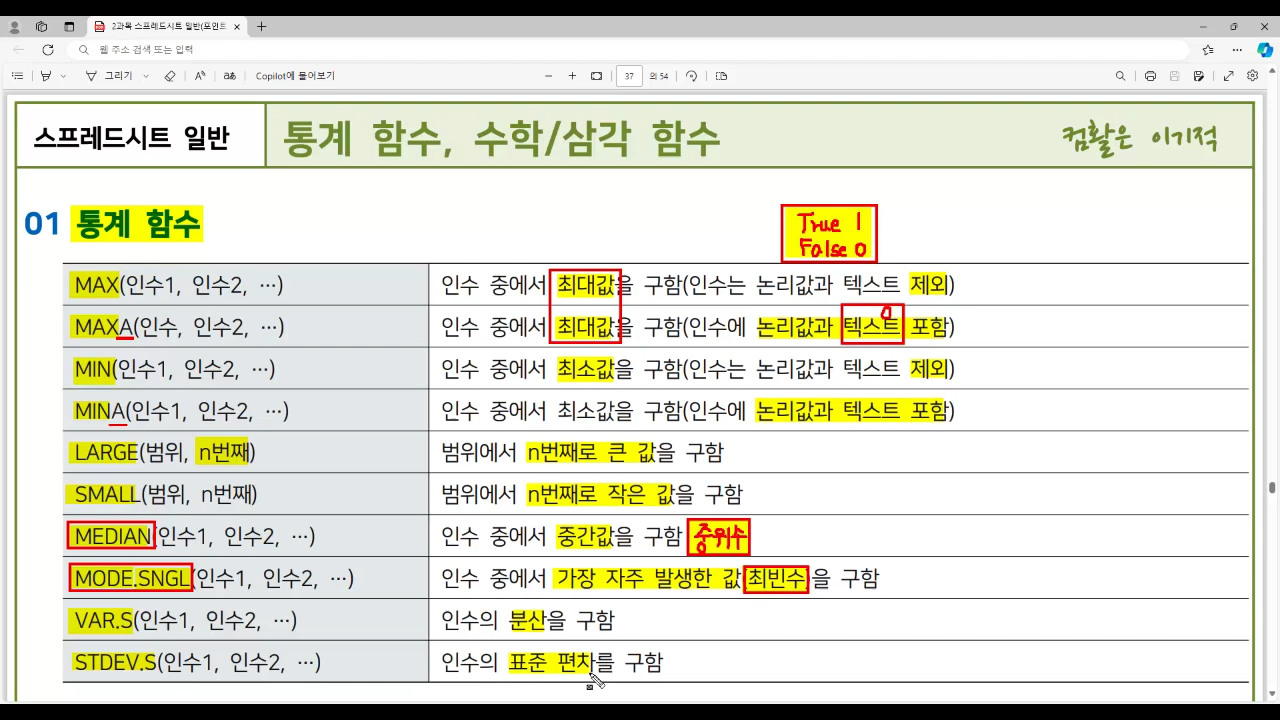 2과목 스프레드시트 일반(포인트
웹 주소 검색 또는 입력
그리기
Copilot에 물어보기
37 의 54
스프레드시트 일반
통계 함수, 수학/삼각 함수
컴활은 이기적
01 통계 함수
True 1
False 0
MAX(인수1, 인수2, ⋯) 인수 중에서 최대값을 구함(인수는 논리값과 텍스트 제외)
0
MAXA(인수, 인수2, ⋯) 인수 중에서 최대값을 구함(인수에 논리값과 텍스트 포함)
MIN(인수1, 인수2, ⋯) 인수 중에서 최소값을 구함(인수는 논리값과 텍스트 제외)
MINA(인수1, 인수2, ⋯) 인수 중에서 최소값을 구함(인수에 논리값과 텍스트 포함)
LARGE(범위, n번째) 범위에서 n번째로 큰 값을 구함
SMALL(범위, n번째) 범위에서 n번째로 작은 값을 구함
MEDIAN(인수1, 인수2, ⋯) 인수 중에서 중간값을 구함 중위수
MODE.SNGL(인수1, 인수2, ⋯) 인수 중에서 가장 자주 발생한 값(최빈수)을 구함
VAR.S(인수1, 인수2, ⋯) 인수의 분산을 구함
STDEV.S(인수1, 인수2, ⋯) 인수의 표준 편차를 구함